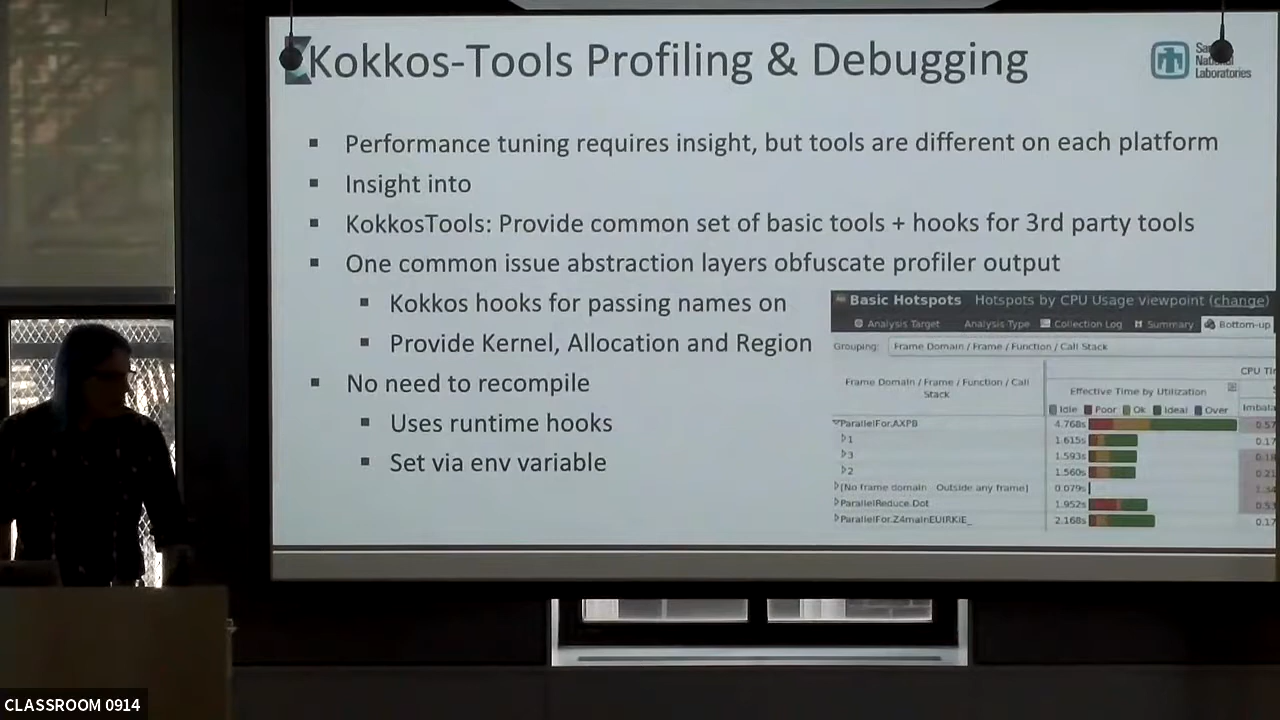 Kokkos-Tools Profiling & Debugging
National
Laboratories
Performance tuning requires insight, but tools are different on each platform
Insight into
KokkosTools: Provide common set of basic tools + hooks for 3rd party tools
One common issue abstraction layers obfuscate profiler output
Kokkos hooks for passing names on
Provide Kernel, Allocation and Region
No need to recompile
Uses runtime hooks
Set via env variable
Basic Hotspots Hotspots by CPU Usage viewpoint (change)
Analysis Target Analysis Type Collection Log Summary Bottom-up
Grouping: Frame Domain / Frame / Function / Call Stack
CPU
Frame Domain / Frame / Function / Call
Stack
Effective Time by Utilization
Idle Poor Ok Ideal Over
ParallelFor.AXPB 4.768s
1 1.615s
3 1.593s
2 1.560s
[No frame domain Outside any frame] 0.079s
ParallelReduce.Dot 1.952s
ParallelFor.Z4mainEUlRKiE_ 2.168s
CLASSROOM 0914